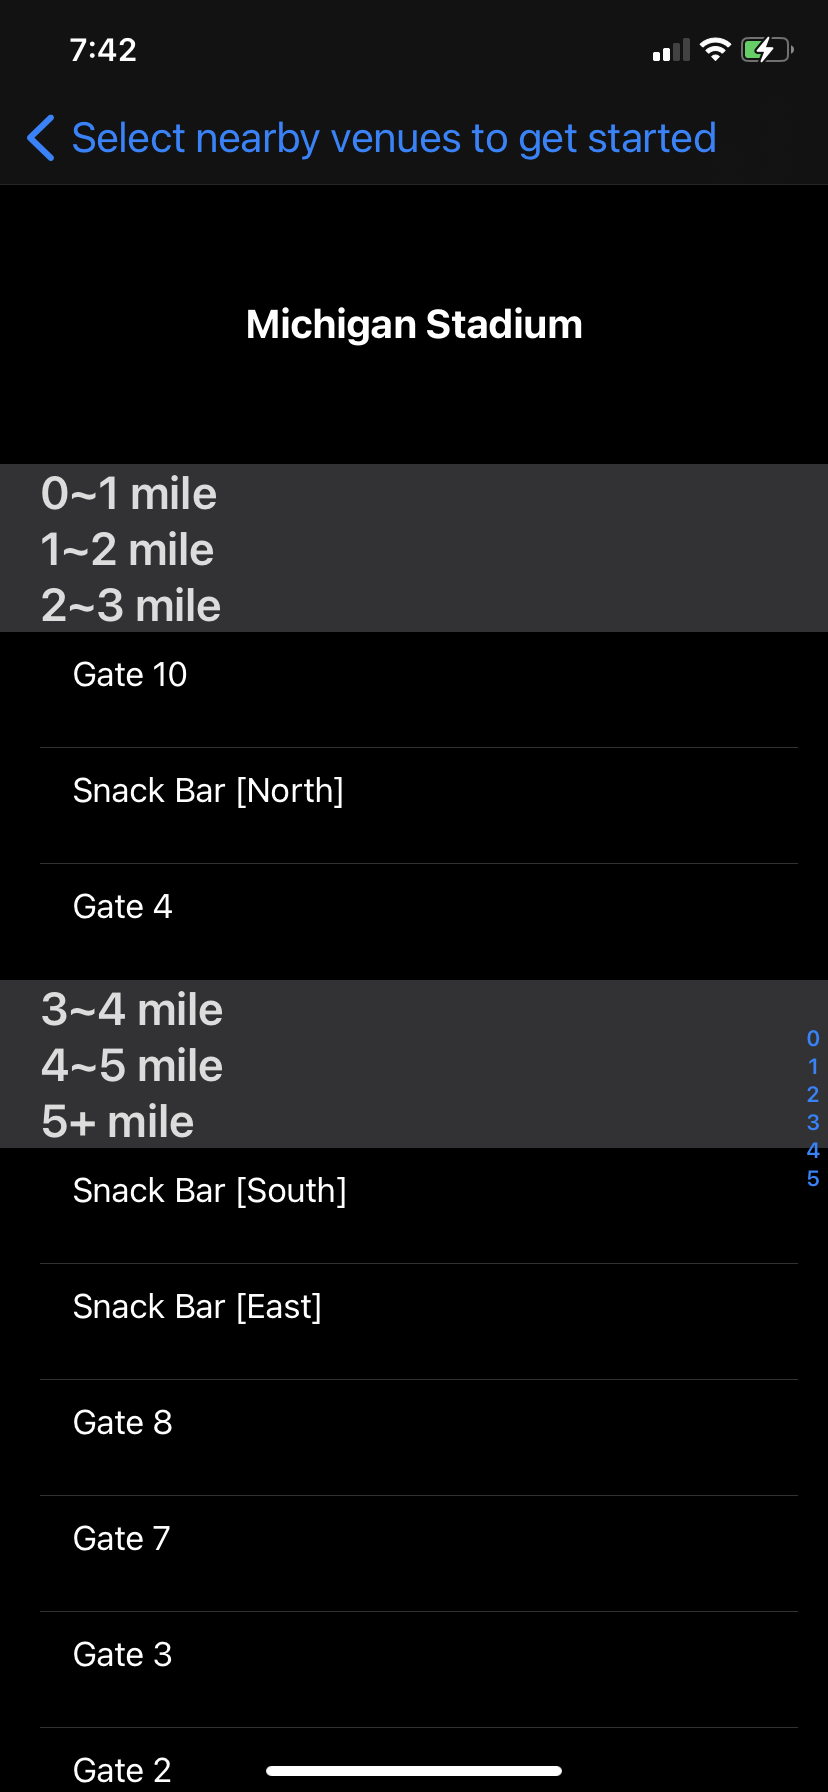 7:42
Select nearby venues to get started
Michigan Stadium
0~1 mile
1~2 mile
2~3 mile
Gate 10
Snack Bar [North]
Gate 4
3~4 mile
4~5 mile
5+ mile
0
1
2
3
4
5
Snack Bar [South]
Snack Bar [East]
Gate 8
Gate 7
Gate 3
Gate 2